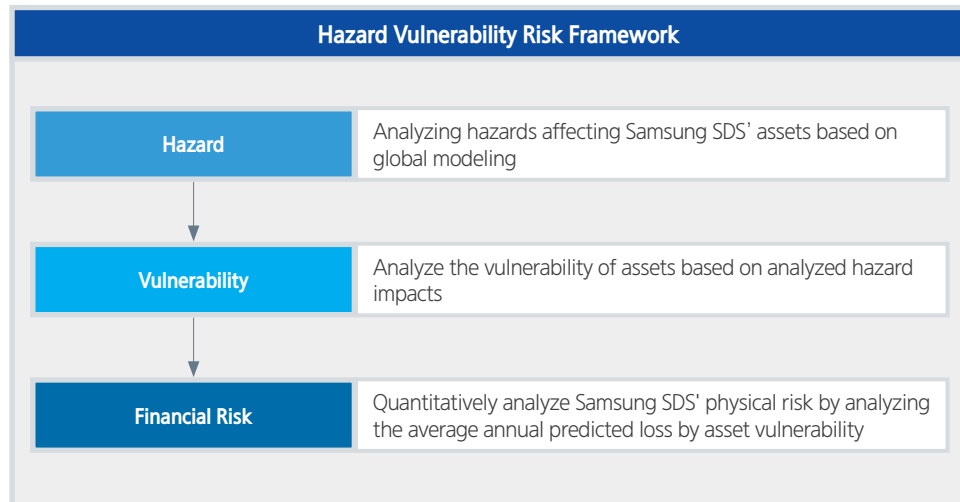 Hazard Vulnerability Risk Framework
Hazard
Analyzing hazards affecting Samsung SDS’ assets based on
global modeling
Vulnerability
Analyze the vulnerability of assets based on analyzed hazard
impacts
Financial Risk
Quantitatively analyze Samsung SDS' physical risk by analyzing
the average annual predicted loss by asset vulnerability